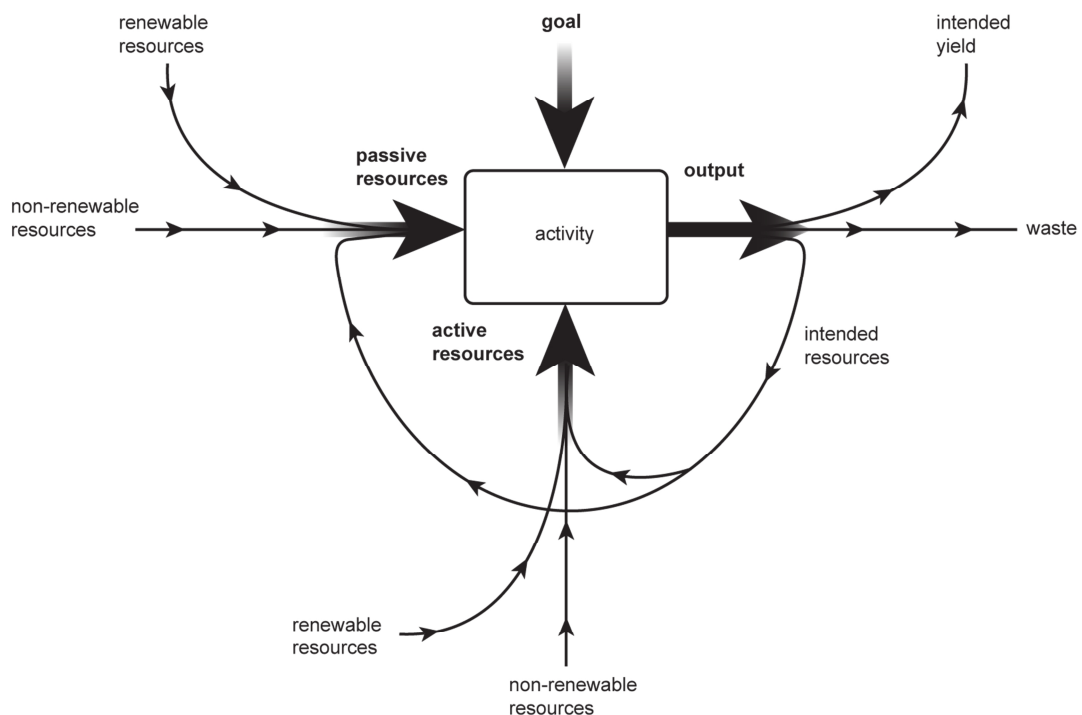 renewable
resources
goal
intended
yield
passive
resources
output
non-renewable
resources
activity
waste
active
resources
intended
resources
renewable
resources
non-renewable
resources